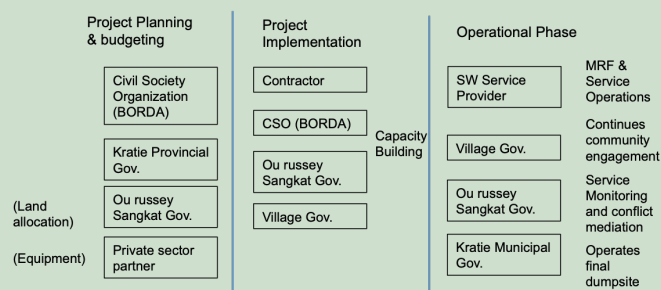 Project Planning
& budgeting
Civil Society
Organization
(BORDA)
Kratie Provincial
Gov.
(Land
allocation)
Ou russey
Sangkat Gov.
(Equipment)
Private sector
partner
Project
Implementation
Contractor
CSO (BORDA)
Capacity
Building
Ou russey
Sangkat Gov.
Village Gov.
Operational Phase
SW Service
Provider
MRF &
Service
Operations
Village Gov.
Continues
community
engagement
Ou russey
Sangkat Gov.
Service
Monitoring
and conflict
mediation
Kratie Municipal
Gov.
Operates
final
dumpsite